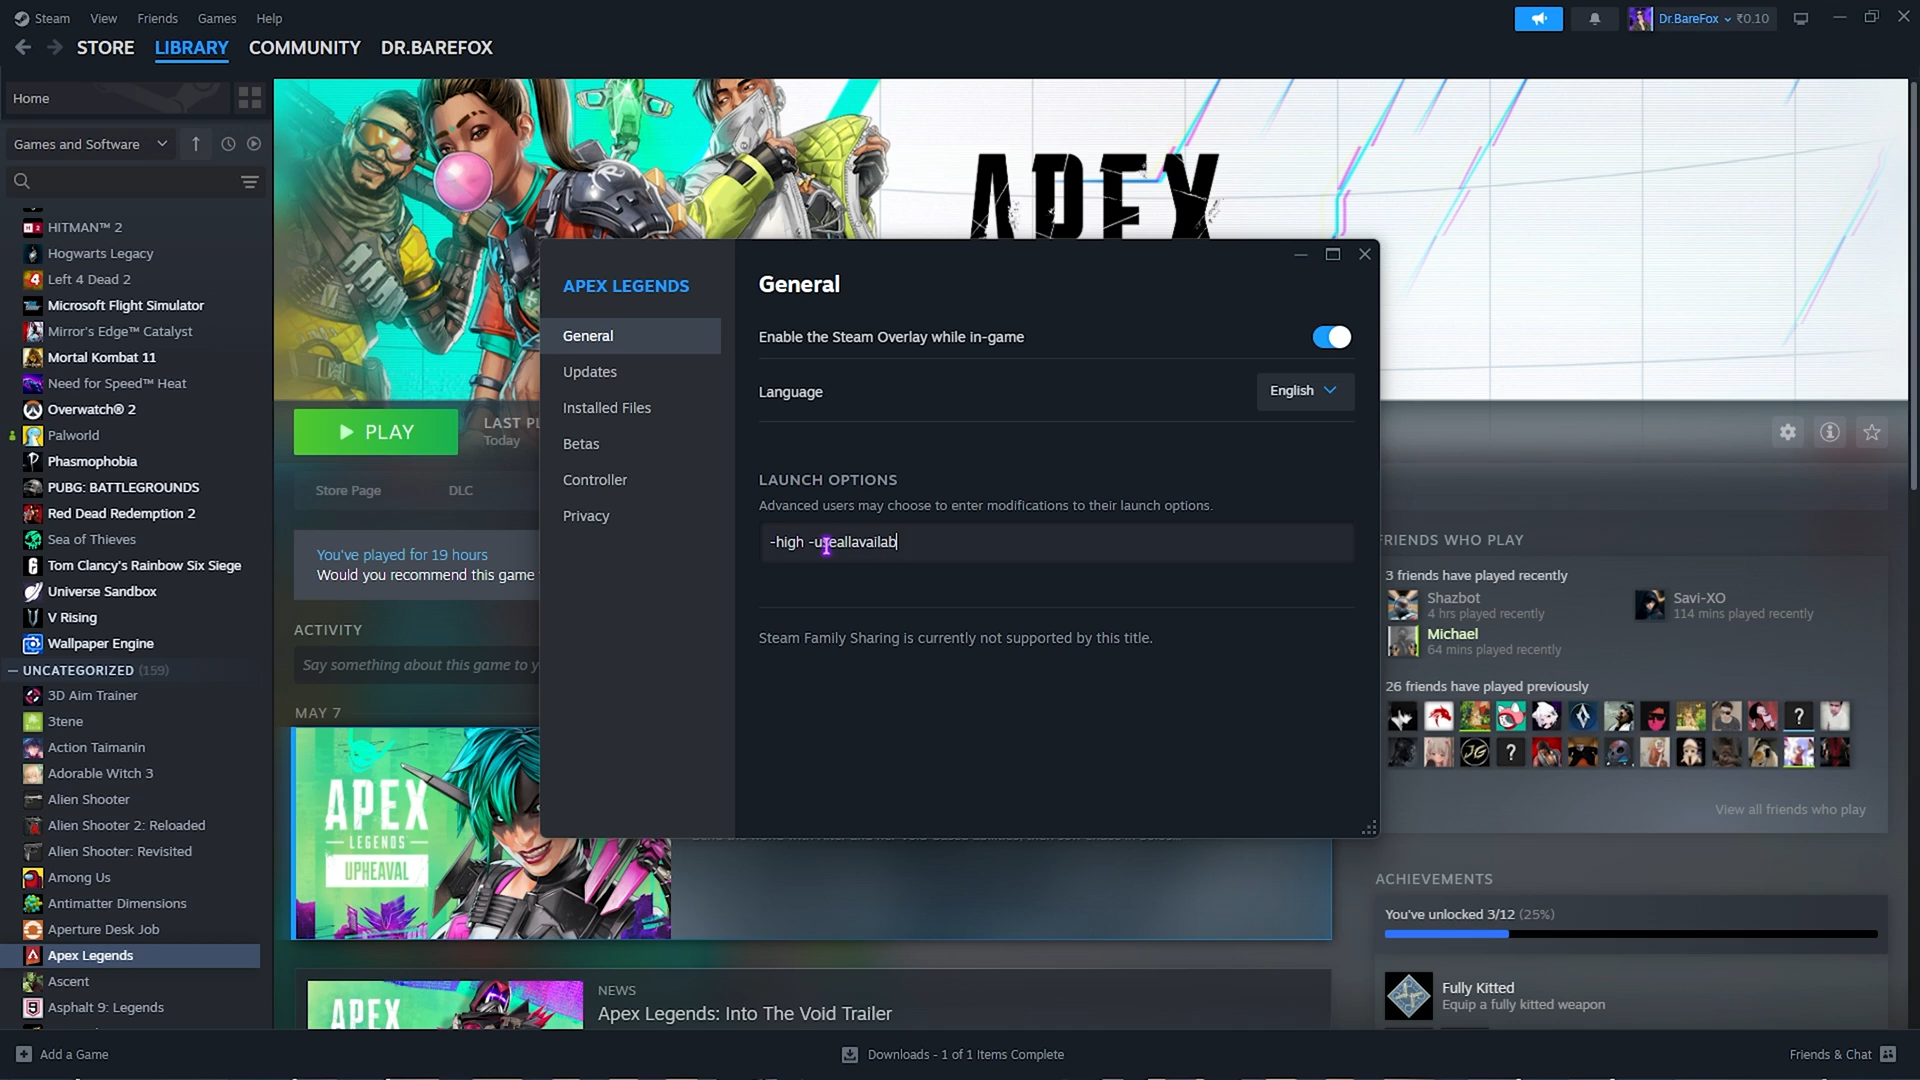 Steam View Friends Games Help
Dr.BareFox ₹0.10
STORE LIBRARY COMMUNITY DR.BAREFOX
Home
Games and Software
HITMAN™ 2
Hogwarts Legacy
Left 4 Dead 2
Microsoft Flight Simulator
Mirror's Edge™ Catalyst
Mortal Kombat 11
Need for Speed™ Heat
Overwatch® 2
Palworld
Phasmophobia
PUBG: BATTLEGROUNDS
Red Dead Redemption 2
Sea of Thieves
Tom Clancy's Rainbow Six Siege
Universe Sandbox
V Rising
Wallpaper Engine
UNCATEGORIZED (159)
3D Aim Trainer
3tene
Action Taimanin
Adorable Witch 3
Alien Shooter
Alien Shooter 2: Reloaded
Alien Shooter: Revisited
Among Us
Antimatter Dimensions
Aperture Desk Job
Apex Legends
Ascent
Asphalt 9: Legends
Add a Game
APEX
PLAY
LAST PL
Today
Store Page DLC
You've played for 19 hours
Would you recommend this game
ACTIVITY
Say something about this game to y
MAY 7
APEX
LEGENDS
UPHEAVAL
NEWS
Apex Legends: Into The Void Trailer
APEX LEGENDS
General
Updates
Installed Files
Betas
Controller
Privacy
General
Enable the Steam Overlay while in-game
Language English
LAUNCH OPTIONS
Advanced users may choose to enter modifications to their launch options.
-high -useallavailab
Steam Family Sharing is currently not supported by this title.
FRIENDS WHO PLAY
3 friends have played recently
Shazbot
4 hrs played recently
Savi-XO
114 mins played recently
Michael
64 mins played recently
26 friends have played previously
View all friends who play
ACHIEVEMENTS
You've unlocked 3/12 (25%)
Fully Kitted
Equip a fully kitted weapon
Downloads - 1 of 1 Items Complete
Friends & Chat